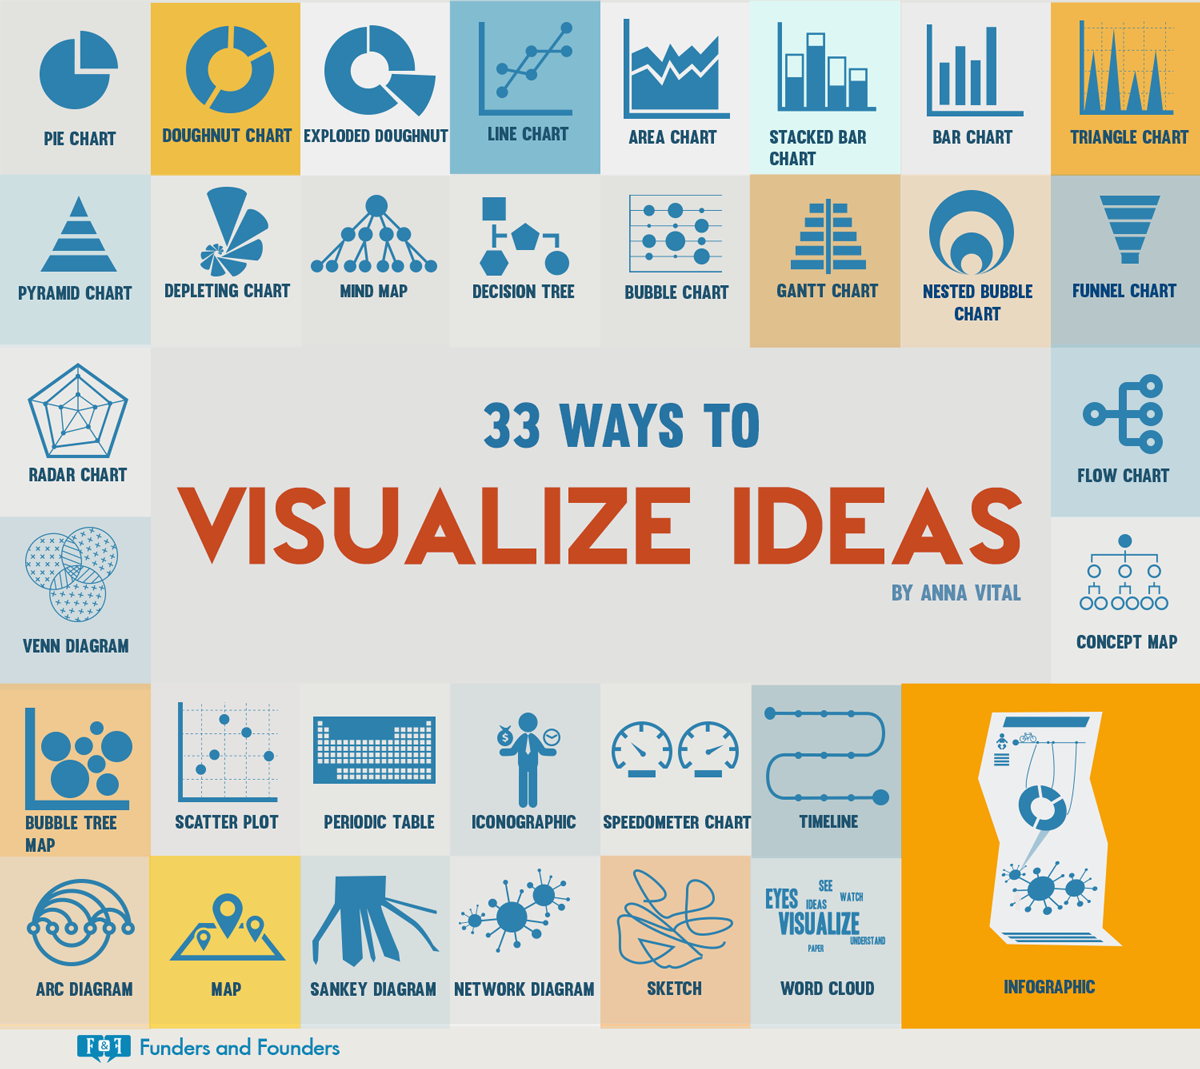 PIE CHART
DOUGHNUT CHART
EXPLODED DOUGHNUT
LINE CHART
AREA CHART
STACKED BAR
CHART
BAR CHART
TRIANGLE CHART
PYRAMID CHART
DEPLETING CHART
MIND MAP
DECISION TREE
BUBBLE CHART
GANTT CHART
NESTED BUBBLE
CHART
FUNNEL CHART
RADAR CHART
33 WAYS TO
VISUALIZE IDEAS
BY ANNA VITAL
FLOW CHART
VENN DIAGRAM
CONCEPT MAP
BUBBLE TREE
MAP
SCATTER PLOT
PERIODIC TABLE
$
ICONOGRAPHIC
SPEEDOMETER CHART
TIMELINE
ARC DIAGRAM
MAP
SANKEY DIAGRAM
NETWORK DIAGRAM
SKETCH
SEE
EYES
IDEAS
WATCH
VISUALIZE
UNDERSTAND
PAPER
WORD CLOUD
INFOGRAPHIC
F&F
Funders and Founders